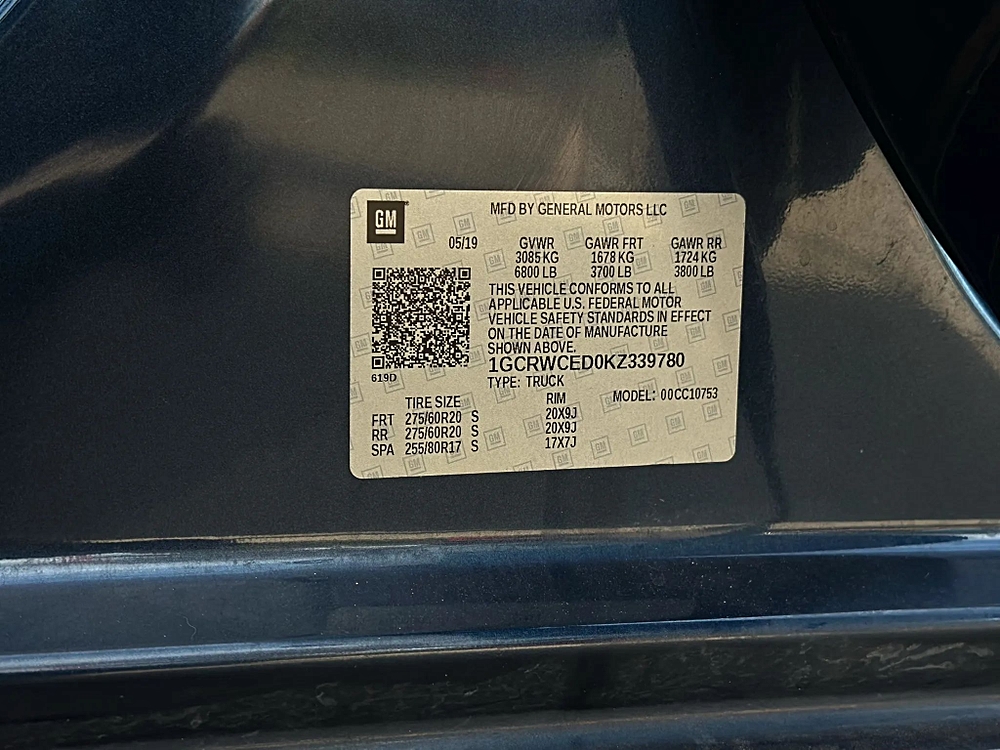 GM
MFD BY GENERAL MOTORS LLC
05/19 GVWR GAWR FRT GAWR RR
3085 KG 1678 KG 1724 KG
6800 LB 3700 LB 3800 LB
THIS VEHICLE CONFORMS TO ALL
APPLICABLE U.S. FEDERAL MOTOR
VEHICLE SAFETY STANDARDS IN EFFECT
ON THE DATE OF MANUFACTURE
SHOWN ABOVE.
1GCRWCED0KZ339780
619D
TYPE: TRUCK
MODEL: 00CC10753
TIRE SIZE RIM
FRT 275/60R20 S 20X9J
RR 275/60R20 S 20X9J
SPA 255/80R17 S 17X7J